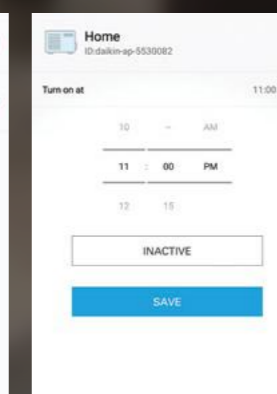 Home
ID:daikin-ap-5530082
Turn on at 11:00
10 – AM
11 : 00 PM
12 15
INACTIVE
SAVE